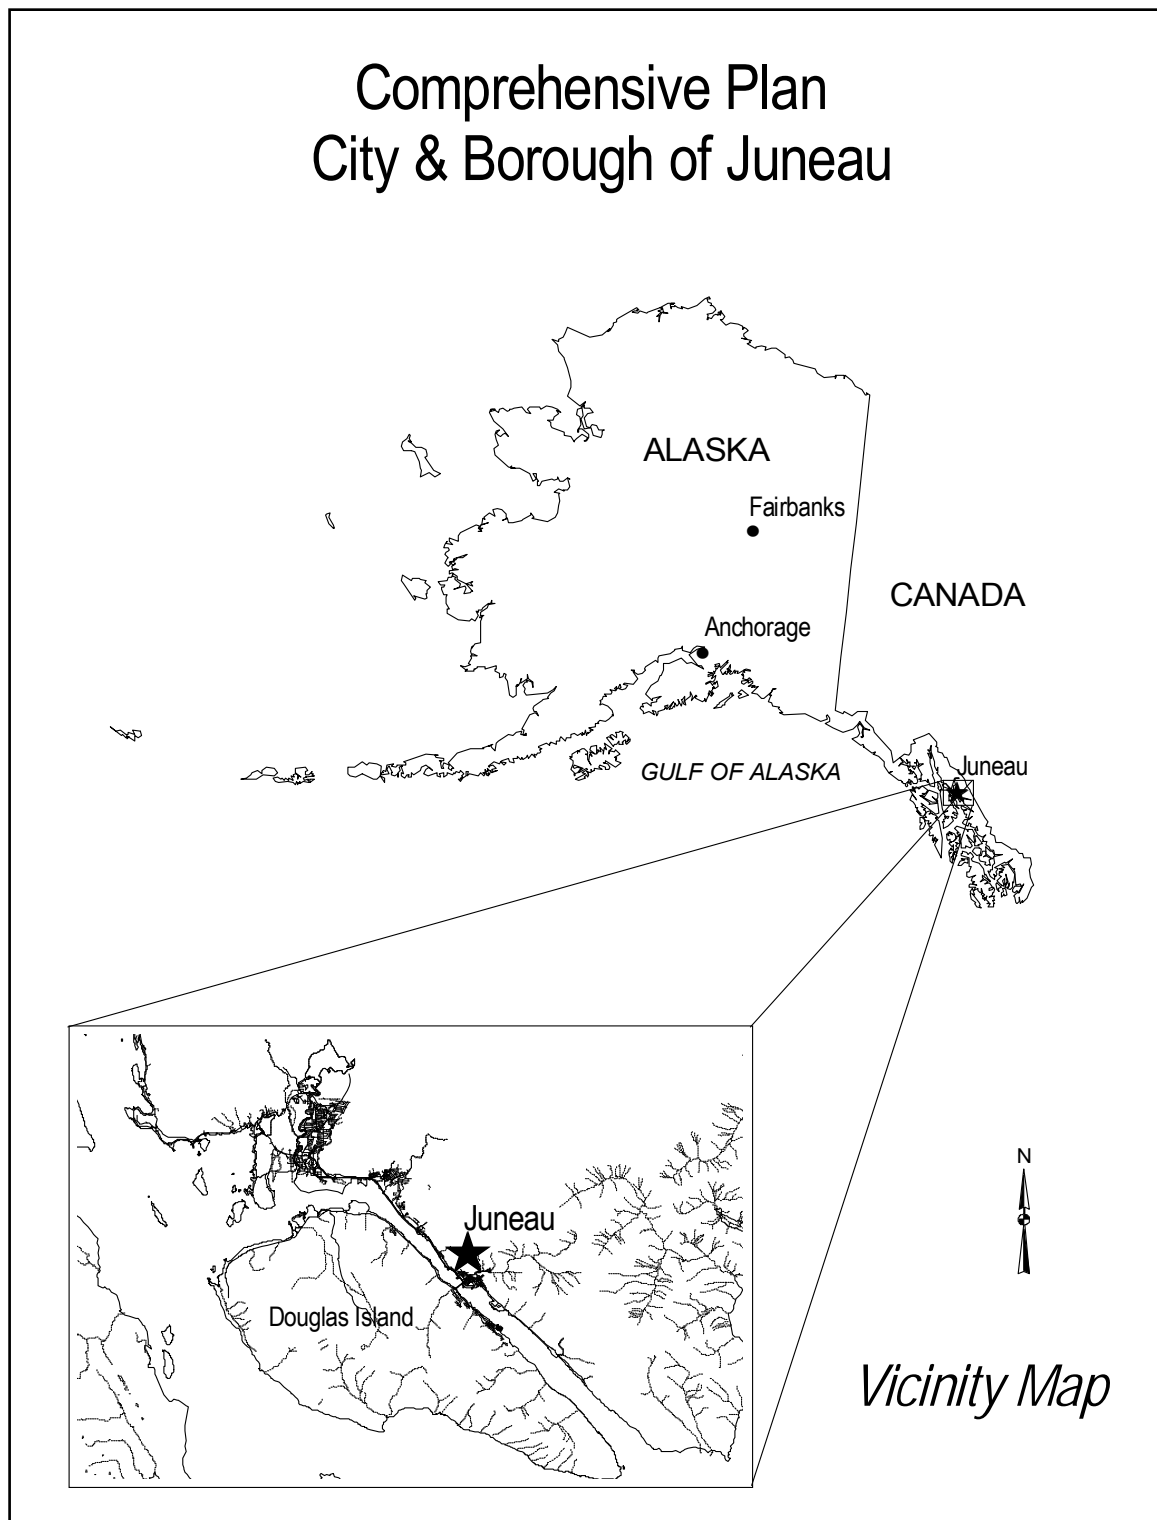 Comprehensive Plan
City & Borough of Juneau
ALASKA
Fairbanks
CANADA
Anchorage
GULF OF ALASKA
Juneau
N
Juneau
Douglas Island
Vicinity Map